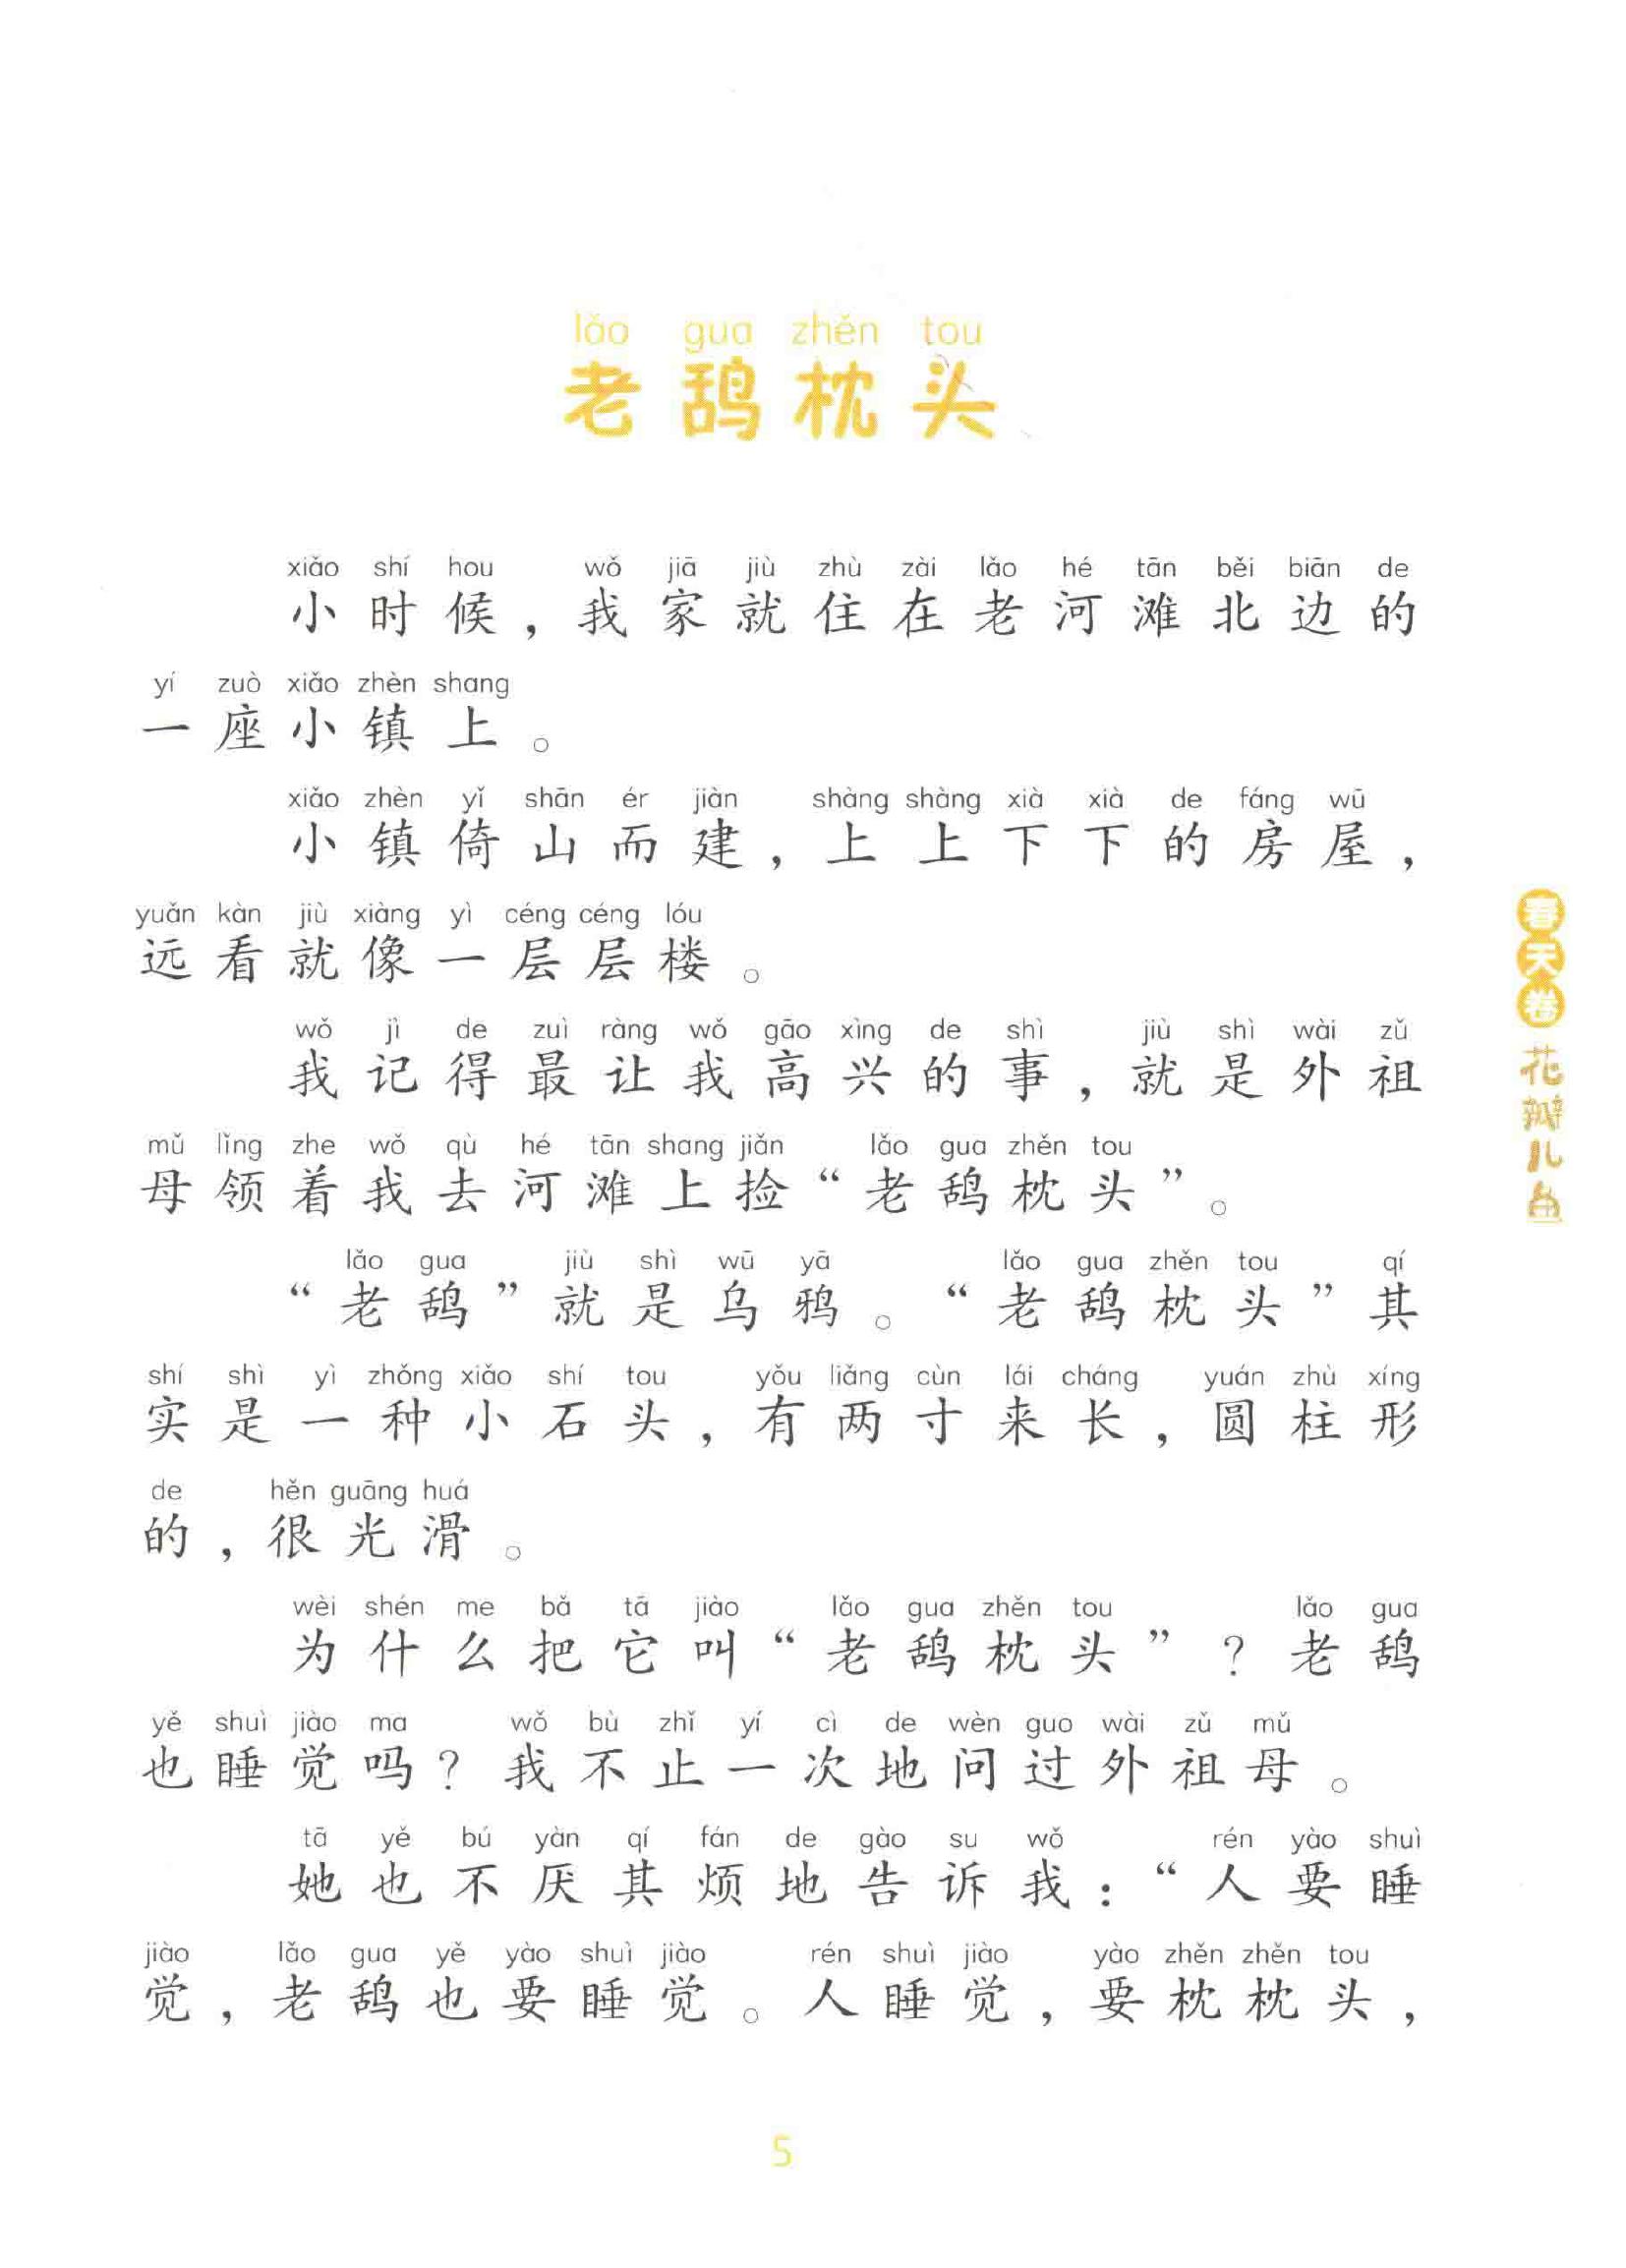 lǎo gua zhěn tou
老鸹枕头
xiǎo shí hou wǒ jiā jiù zhù zài lǎo hé tān běi biān de
小时候，我家就住在老河滩北边的
yí zuò xiǎo zhèn shang
一座小镇上。
xiǎo zhèn yǐ shān ér jiàn shàng shàng xià xià de fáng wū
小镇倚山而建，上上下下的房屋，
yuǎn kàn jiù xiàng yì céng céng lóu
远看就像一层层楼。
wǒ jì de zuì ràng wǒ gāo xìng de shì jiù shì wài zǔ
我记得最让我高兴的事，就是外祖
mǔ lǐng zhe wǒ qù hé tān shang jiǎn lǎo gua zhěn tou
母领着我去河滩上捡“老鸹枕头”。
lǎo gua jiù shì wū yā lǎo gua zhěn tou qí
“老鸹”就是乌鸦。“老鸹枕头”其
shí shì yì zhǒng xiǎo shí tou yǒu liǎng cùn lái cháng yuán zhù xíng
实是一种小石头，有两寸来长，圆柱形
de hěn guāng huá
的，很光滑。
wèi shén me bǎ tā jiào lǎo gua zhěn tou lǎo gua
为什么把它叫“老鸹枕头”？老鸹
yě shuì jiào ma wǒ bù zhǐ yí cì de wèn guo wài zǔ mǔ
也睡觉吗？我不止一次地问过外祖母。
tā yě bú yàn qí fán de gào su wǒ rén yào shuì
她也不厌其烦地告诉我：“人要睡
jiào lǎo gua yě yào shuì jiào rén shuì jiào yào zhěn zhěn tou
觉，老鸹也要睡觉。人睡觉，要枕枕头，
春天卷 花瓣儿鱼
5